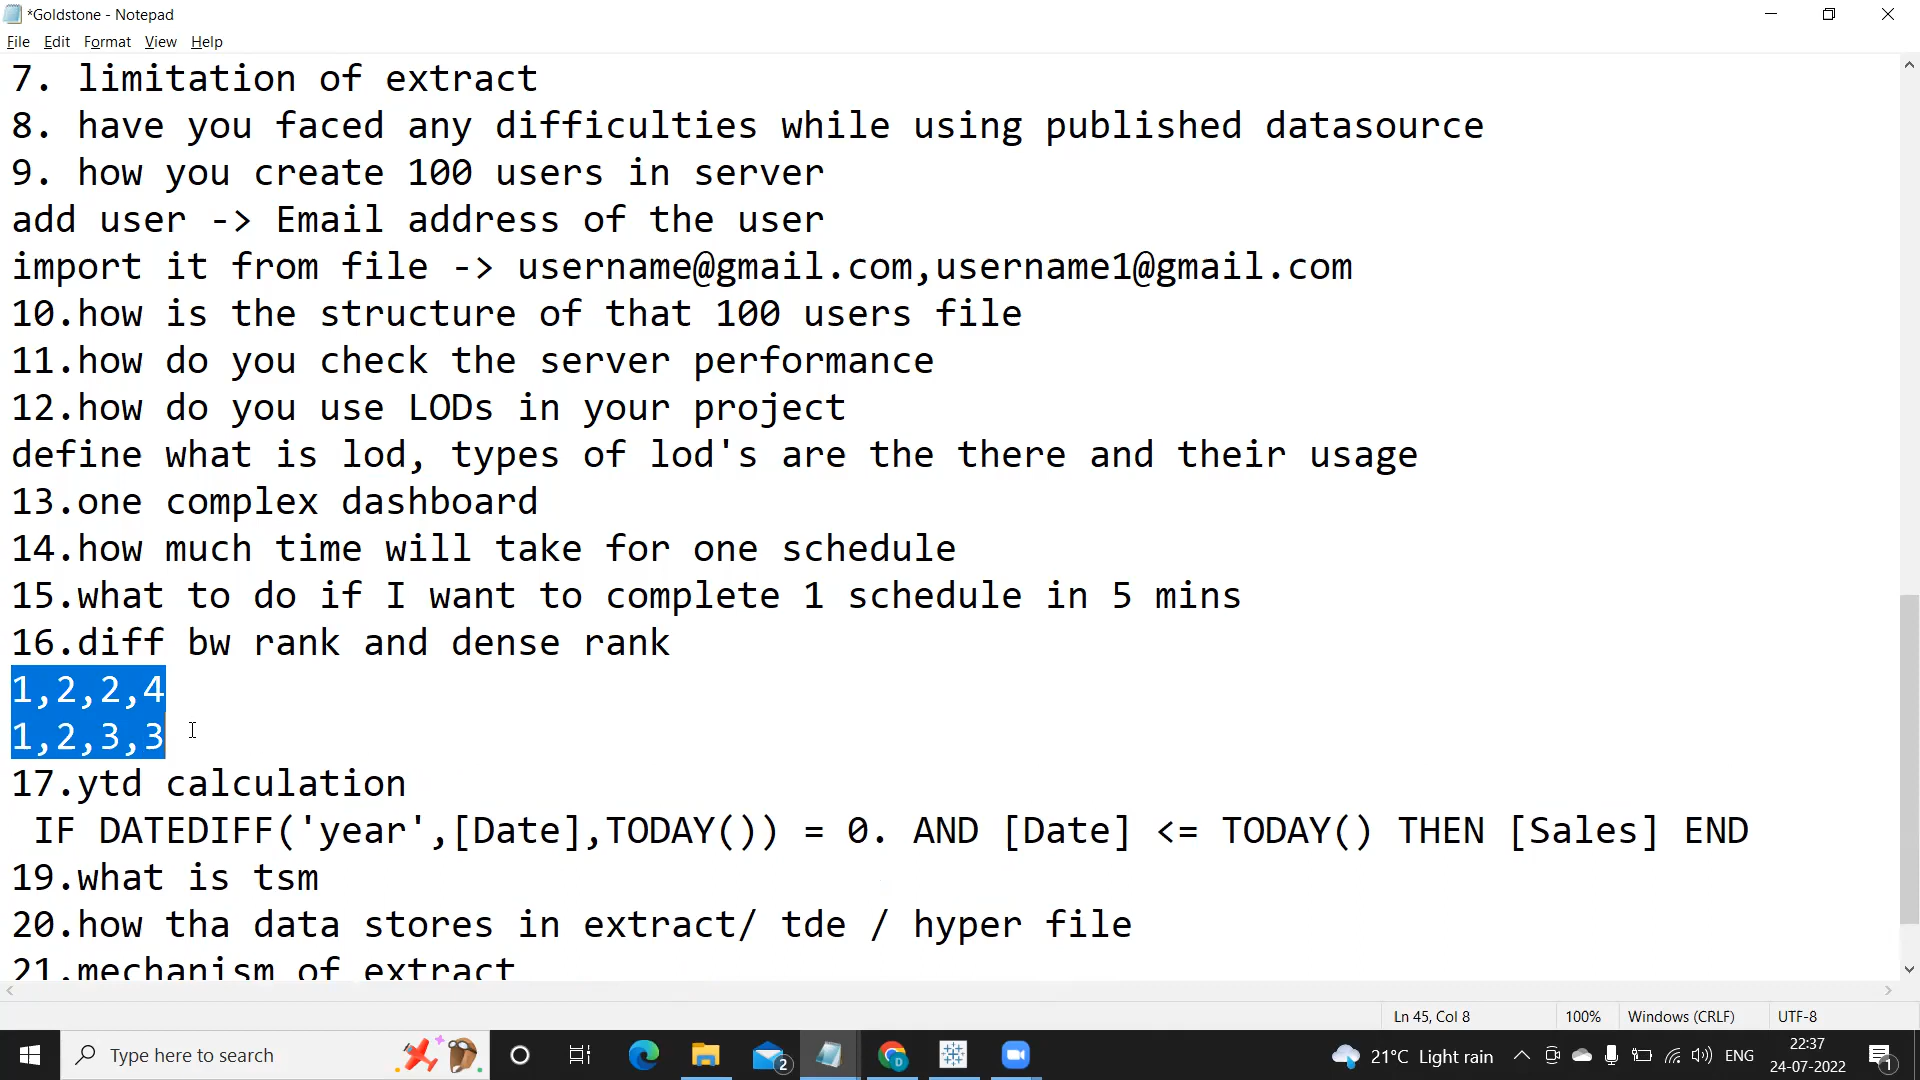 *Goldstone - Notepad
File Edit Format View Help
7. limitation of extract
8. have you faced any difficulties while using published datasource
9. how you create 100 users in server
add user -> Email address of the user
import it from file -> username@gmail.com,username1@gmail.com
10.how is the structure of that 100 users file
11.how do you check the server performance
12.how do you use LODs in your project
define what is lod, types of lod's are the there and their usage
13.one complex dashboard
14.how much time will take for one schedule
15.what to do if I want to complete 1 schedule in 5 mins
16.diff bw rank and dense rank
1,2,2,4
1,2,3,3
17.ytd calculation
IF DATEDIFF('year',[Date],TODAY()) = 0. AND [Date] <= TODAY() THEN [Sales] END
19.what is tsm
20.how tha data stores in extract/ tde / hyper file
21.mechanism of extract
Ln 45, Col 8 100% Windows (CRLF) UTF-8
Type here to search 2 D 21°C Light rain ENG 22:37 1
24-07-2022